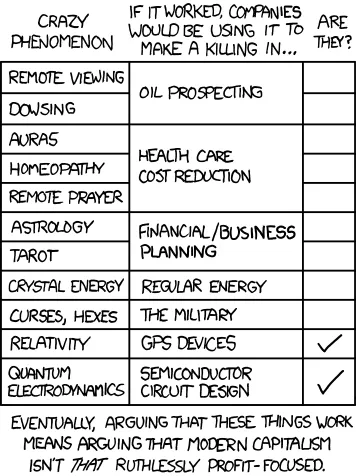 CRAZY PHENOMENON
IF IT WORKED, COMPANIES WOULD BE USING IT TO MAKE A KILLING IN...
ARE THEY?
REMOTE VIEWING
OIL PROSPECTING
DOWSING
AURAS
HEALTH CARE COST REDUCTION
HOMEOPATHY
REMOTE PRAYER
ASTROLOGY
FINANCIAL/BUSINESS PLANNING
TAROT
CRYSTAL ENERGY
REGULAR ENERGY
CURSES, HEXES
THE MILITARY
RELATIVITY
GPS DEVICES
✓
QUANTUM ELECTRODYNAMICS
SEMICONDUCTOR CIRCUIT DESIGN
✓
EVENTUALLY, ARGUING THAT THESE THINGS WORK
MEANS ARGUING THAT MODERN CAPITALISM
ISN'T THAT RUTHLESSLY PROFIT-FOCUSED.